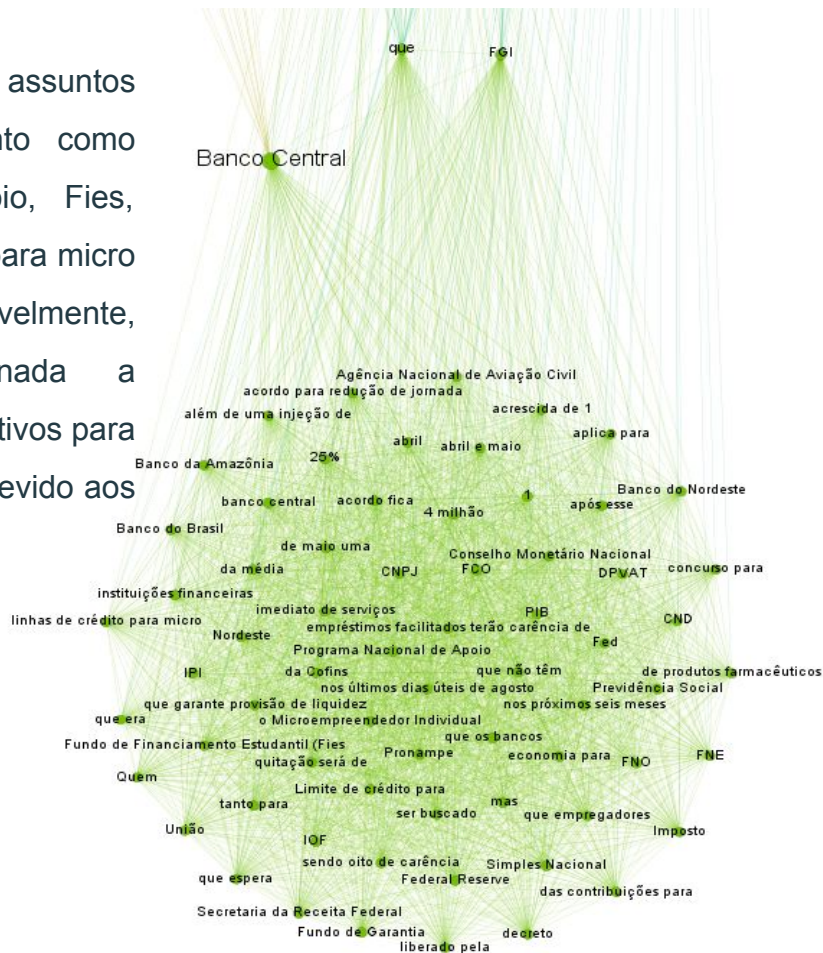 que
FGI
assuntos
nto como
Banco Central
pio, Fies,
para micro
velmente,
nada a
tivos para
evido aos
Agência Nacional de Aviação Civil
acordo para redução de jornada
além de uma injeção de
acrescida de 1
aplica para
abril
abril e maio
25%
Banco da Amazônia
Banco do Nordeste
banco central
acordo fica
1
4 milhão
após esse
Banco do Brasil
de maio uma
Conselho Monetário Nacional
da média
CNPJ
FCO
DPVAT
concurso para
instituições financeiras
imediato de serviços
PIB
linhas de crédito para micro
empréstimos facilitados terão carência de
CND
Nordeste
Fed
Programa Nacional de Apoio
IPI
da Cofins
que não têm
de produtos farmacêuticos
nos últimos dias úteis de agosto
Previdência Social
que garante provisão de liquidez
nos próximos seis meses
que era
o Microempreendedor Individual
que os bancos
Fundo de Financiamento Estudantil (Fies
Pronampe
economia para
FNE
quitação será de
FNO
Quem
Limite de crédito para
tanto para
mas
ser buscado
que empregadores
União
Imposto
IOF
sendo oito de carência
Simples Nacional
que espera
Federal Reserve
das contribuições para
Secretaria da Receita Federal
Fundo de Garantia
decreto
liberado pela